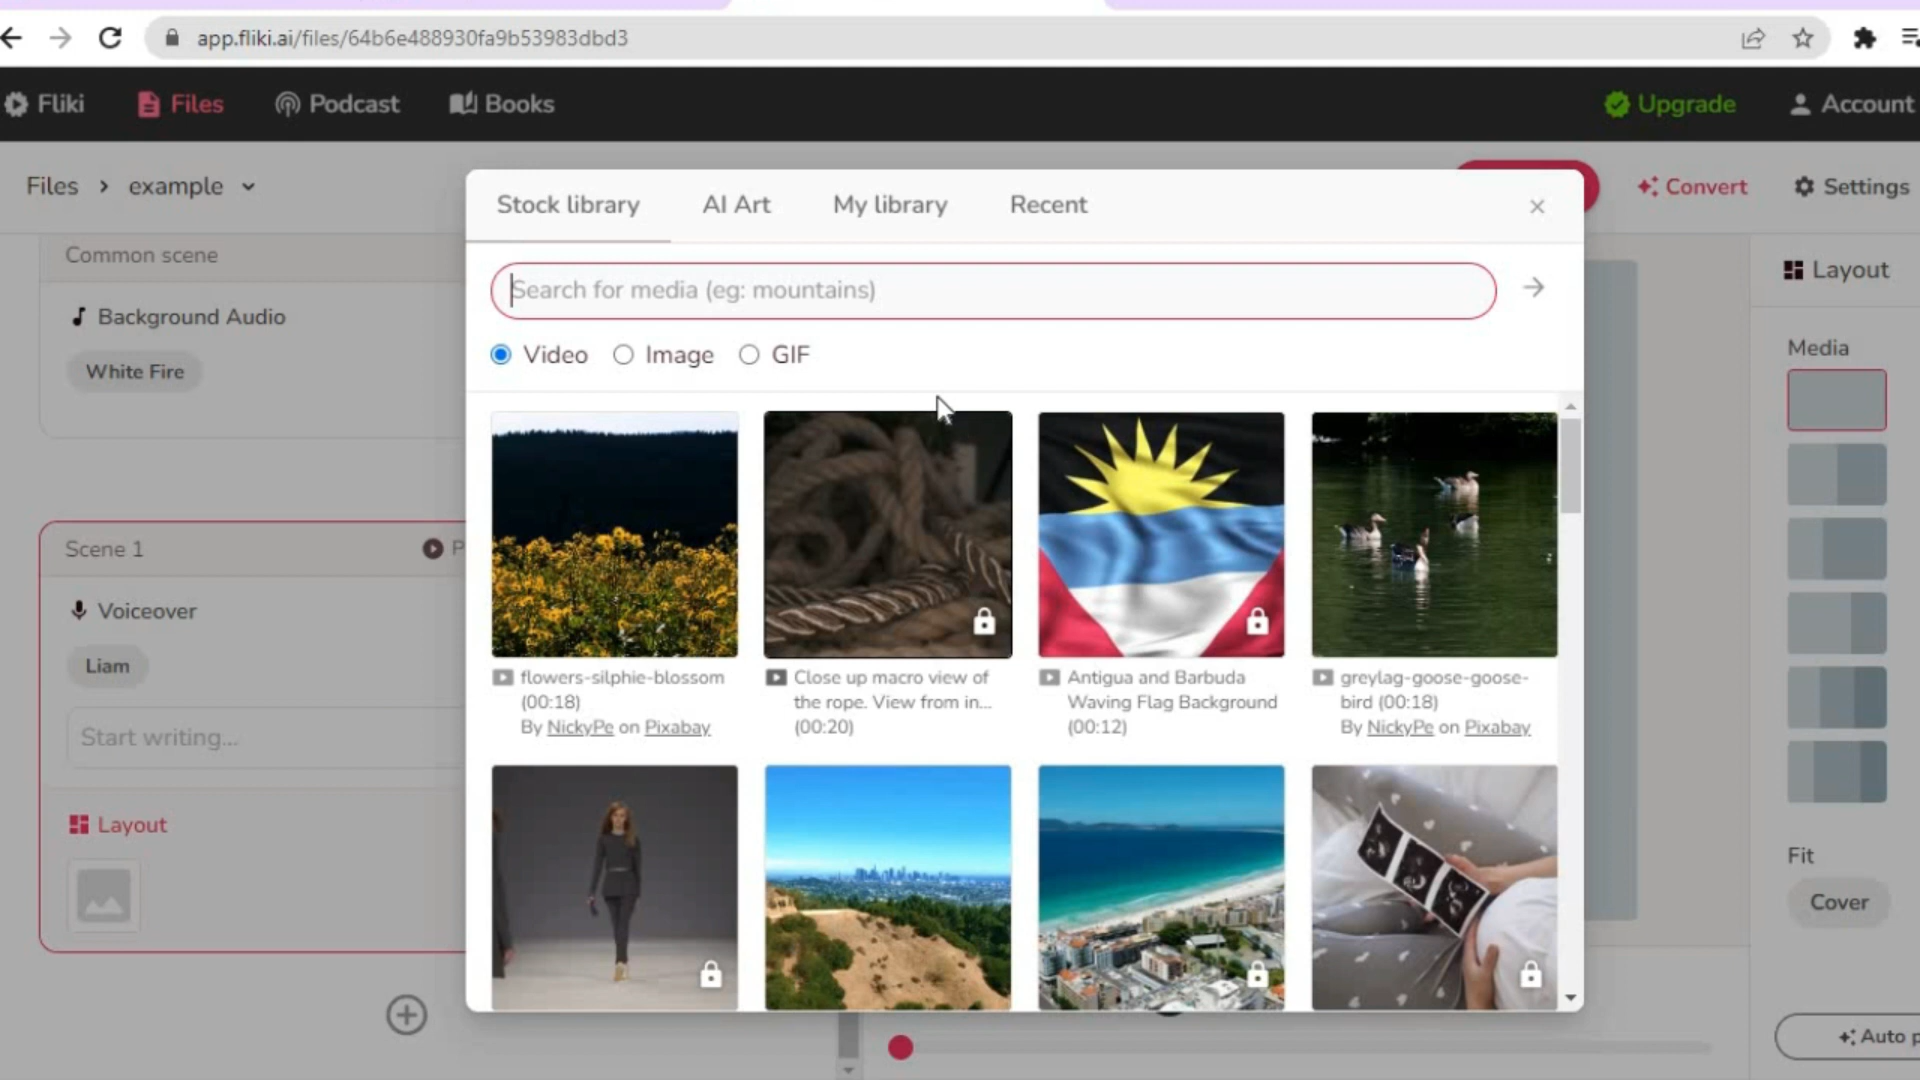 app.fliki.ai/files/64b6e488930fa9b53983dbd3
Fliki Files Podcast Books Upgrade Account
Files > example Convert Settings
Stock library AI Art My library Recent
Common scene
Background Audio
White Fire
Search for media (eg: mountains)
Video Image GIF
Layout
Media
Scene 1 P
Voiceover
Liam
Start writing...
Layout
flowers-silphie-blossom
(00:18)
By NickyPe on Pixabay
Close up macro view of
the rope. View from in...
(00:20)
Antigua and Barbuda
Waving Flag Background
(00:12)
greylag-goose-goose-
bird (00:18)
By NickyPe on Pixabay
Fit
Cover
Auto p